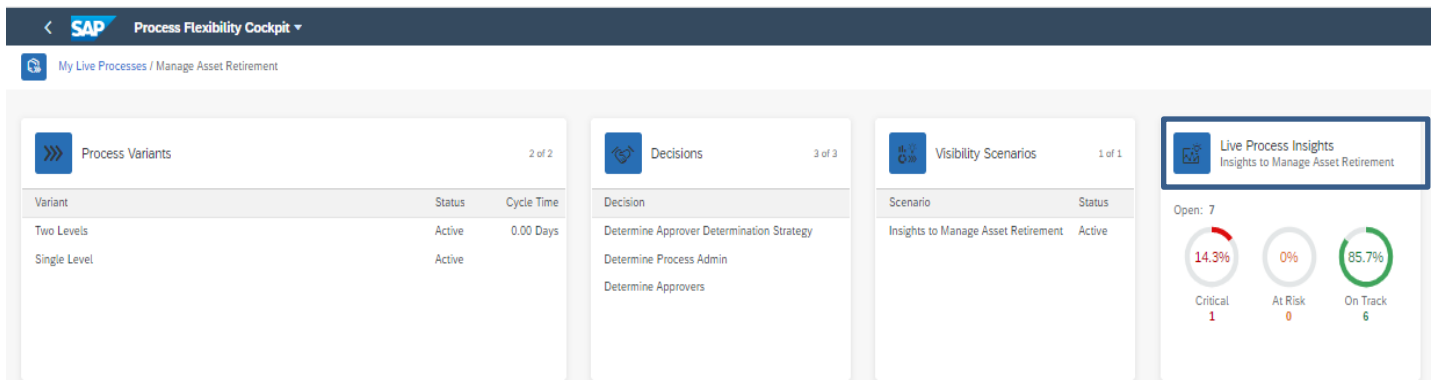 SAP Process Flexibility Cockpit
My Live Processes / Manage Asset Retirement
Process Variants 2 of 2
Variant Status Cycle Time
Two Levels Active 0.00 Days
Single Level Active
Decisions 3 of 3
Decision
Determine Approver Determination Strategy
Determine Process Admin
Determine Approvers
Visibility Scenarios 1 of 1
Scenario Status
Insights to Manage Asset Retirement Active
Live Process Insights
Insights to Manage Asset Retirement
Open: 7
14.3% 0% 85.7%
Critical At Risk On Track
1 0 6